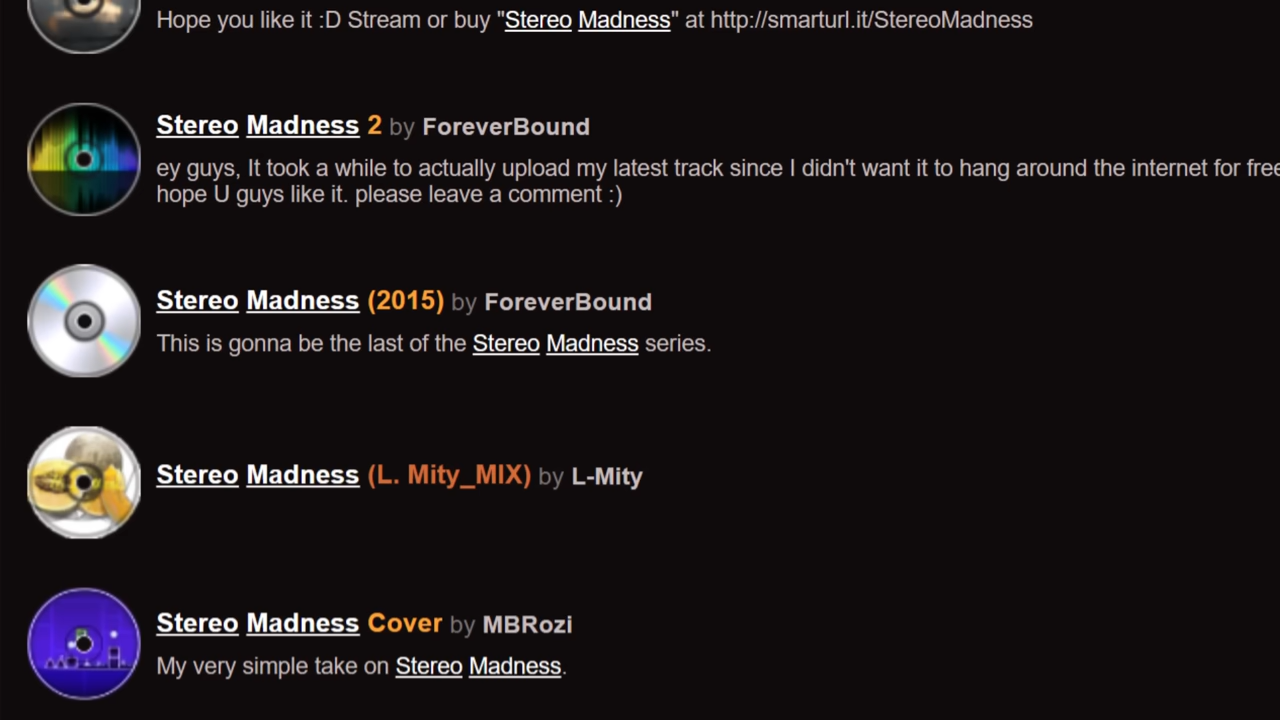 Hope you like it :D Stream or buy "Stereo Madness" at http://smarturl.it/StereoMadness
Stereo Madness 2 by ForeverBound
ey guys, It took a while to actually upload my latest track since I didn't want it to hang around the internet for free
hope U guys like it. please leave a comment :)
Stereo Madness (2015) by ForeverBound
This is gonna be the last of the Stereo Madness series.
Stereo Madness (L. Mity_MIX) by L-Mity
Stereo Madness Cover by MBRozi
My very simple take on Stereo Madness.